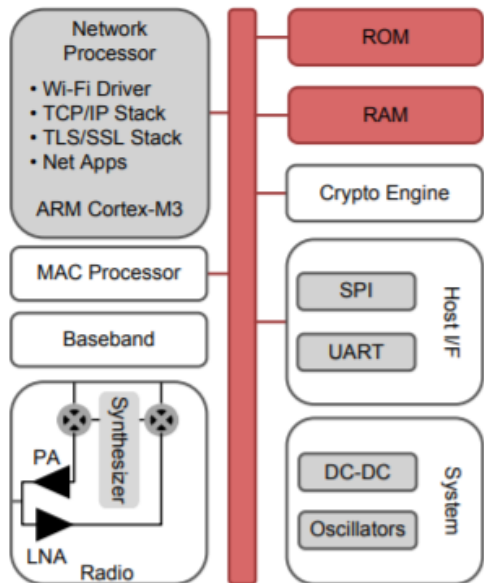 Network
Processor
• Wi-Fi Driver
• TCP/IP Stack
• TLS/SSL Stack
• Net Apps
ARM Cortex-M3
MAC Processor
Baseband
Synthesizer
PA
LNA
Radio
ROM
RAM
Crypto Engine
SPI
UART
Host I/F
DC-DC
Oscillators
System